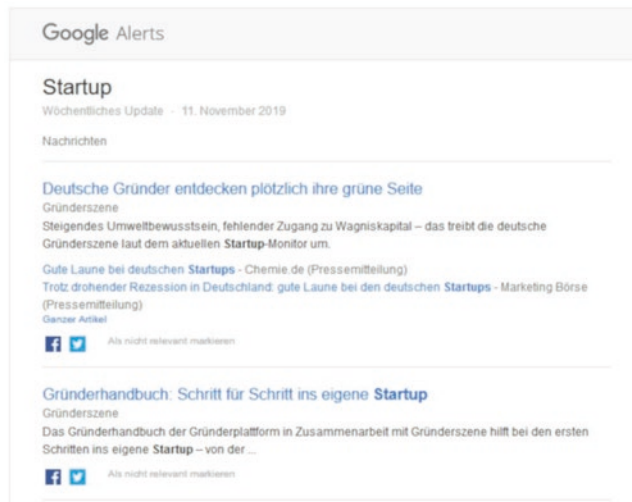 Google Alerts
Startup
Wöchentliches Update · 11. November 2019
Nachrichten
Deutsche Gründer entdecken plötzlich ihre grüne Seite
Gründerszene
Steigendes Umweltbewusstsein, fehlender Zugang zu Wagniskapital – das treibt die deutsche
Gründerszene laut dem aktuellen Startup-Monitor um.
Gute Laune bei deutschen Startups - Chemie.de (Pressemitteilung)
Trotz drohender Rezession in Deutschland: gute Laune bei den deutschen Startups - Marketing Börse
(Pressemitteilung)
Ganzer Artikel
Als nicht relevant markieren
Gründerhandbuch: Schritt für Schritt ins eigene Startup
Gründerszene
Das Gründerhandbuch der Gründerplattform in Zusammenarbeit mit Gründerszene hilft bei den ersten
Schritten ins eigene Startup – von der ...
Als nicht relevant markieren